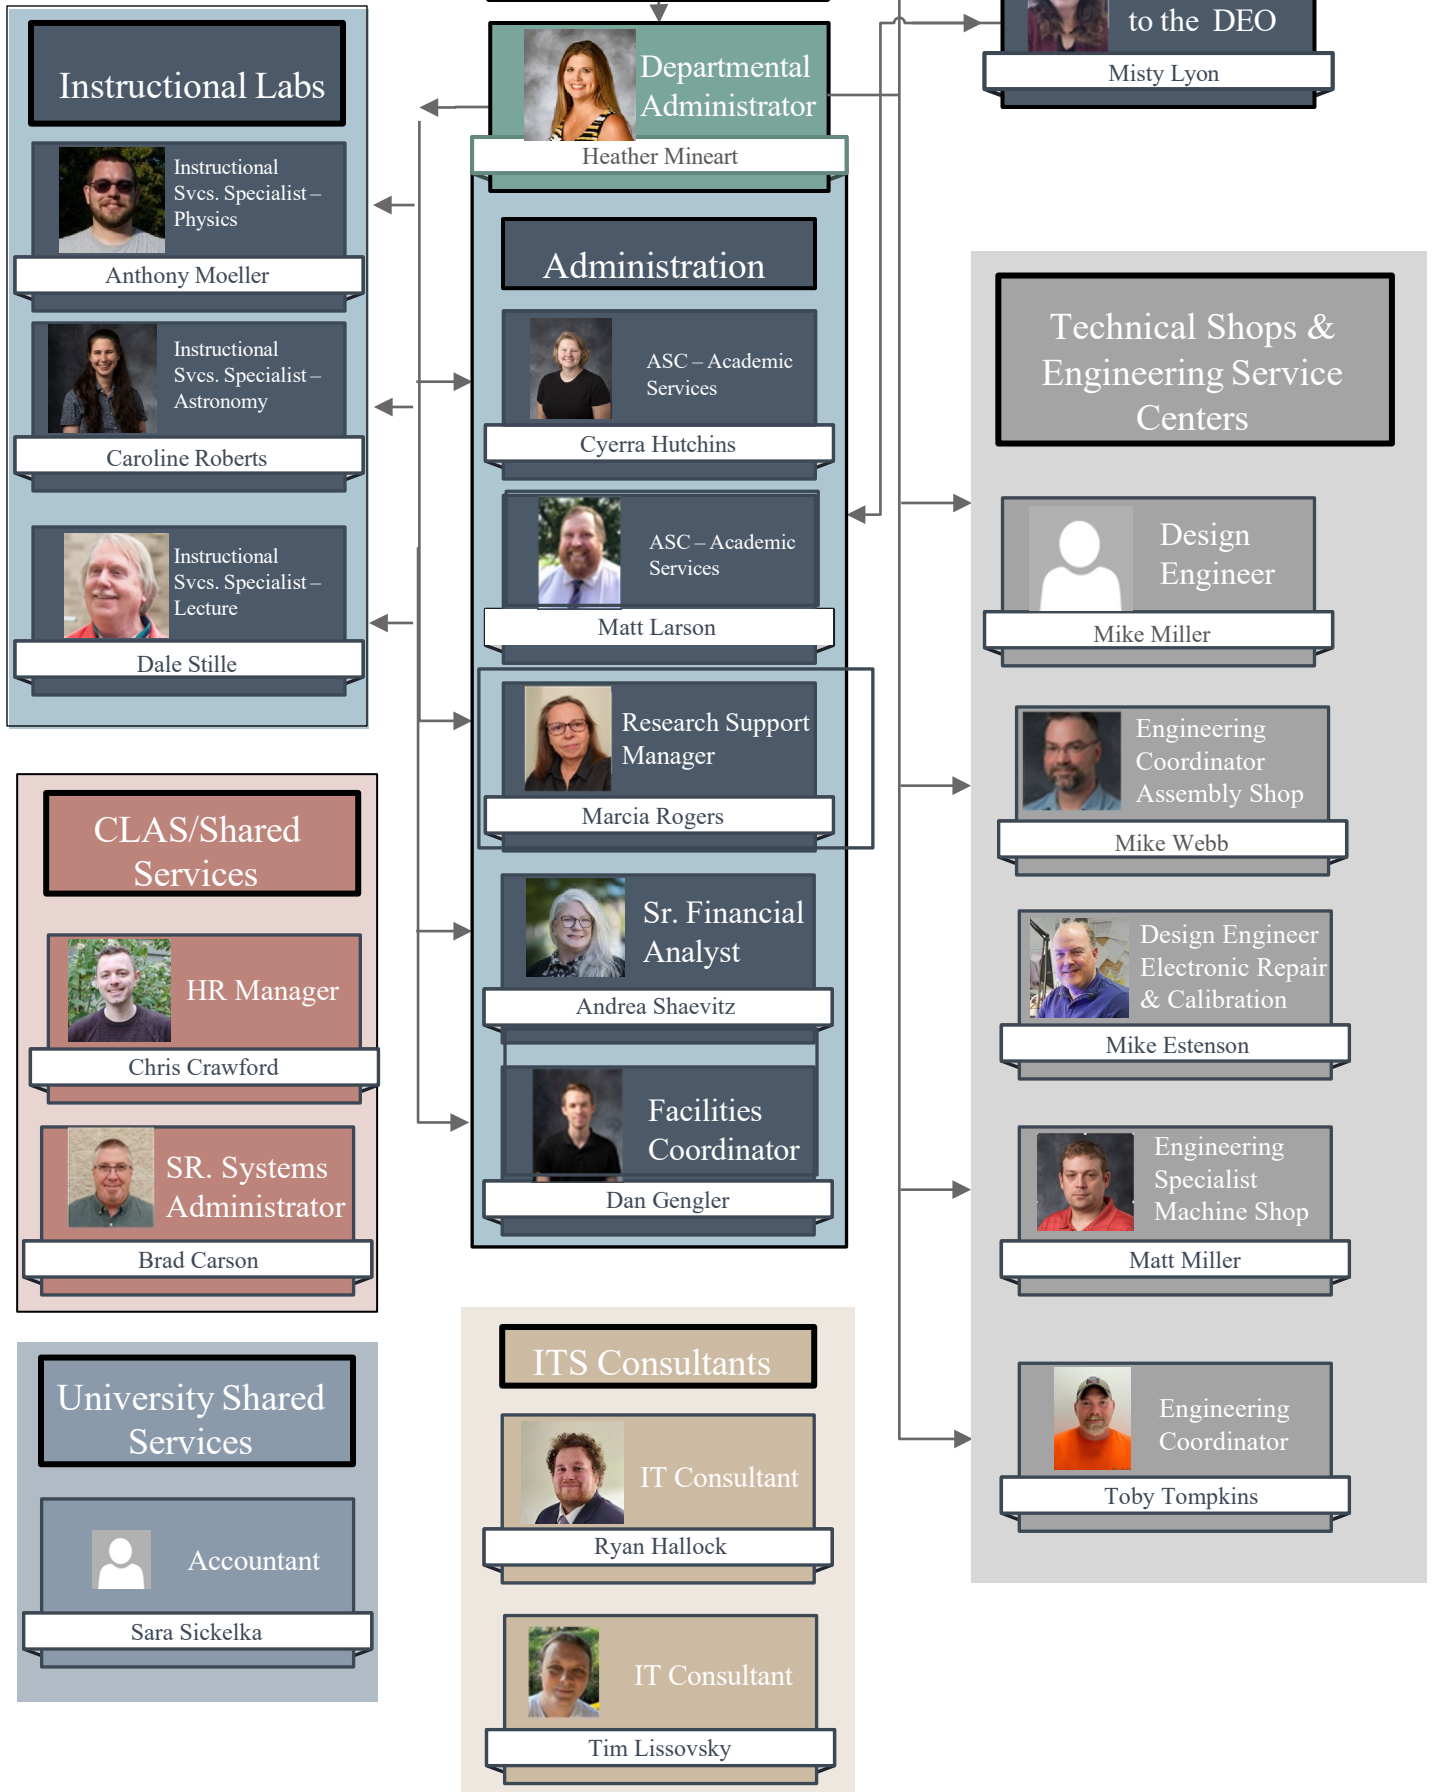 to the DEO
Misty Lyon
Departmental
Administrator
Heather Mineart
Instructional Labs
Instructional
Svcs. Specialist –
Physics
Anthony Moeller
Instructional
Svcs. Specialist –
Astronomy
Caroline Roberts
Instructional
Svcs. Specialist –
Lecture
Dale Stille
Administration
ASC – Academic
Services
Cyerra Hutchins
ASC – Academic
Services
Matt Larson
Research Support
Manager
Marcia Rogers
Sr. Financial
Analyst
Andrea Shaevitz
Facilities
Coordinator
Dan Gengler
Technical Shops &
Engineering Service
Centers
Design
Engineer
Mike Miller
Engineering
Coordinator
Assembly Shop
Mike Webb
Design Engineer
Electronic Repair
& Calibration
Mike Estenson
Engineering
Specialist
Machine Shop
Matt Miller
Engineering
Coordinator
Toby Tompkins
CLAS/Shared
Services
HR Manager
Chris Crawford
SR. Systems
Administrator
Brad Carson
University Shared
Services
Accountant
Sara Sickelka
ITS Consultants
IT Consultant
Ryan Hallock
IT Consultant
Tim Lissovsky